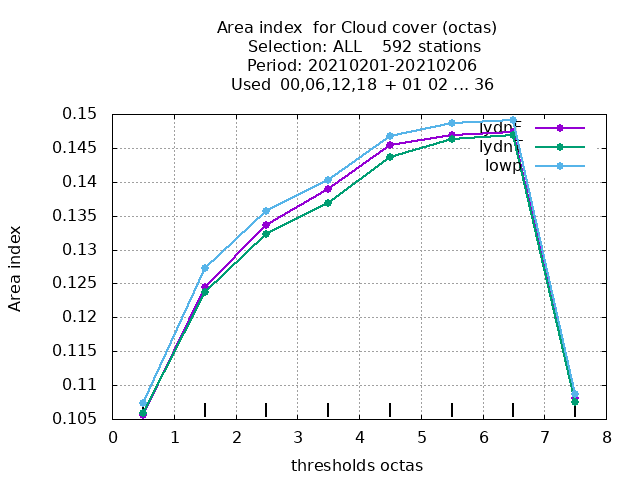 Area index  for Cloud cover (octas)
Selection: ALL    592 stations
Period: 20210201-20210206
Used  00,06,12,18  + 01 02 ... 36
0.15
0.145
0.14
0.135
0.13
0.125
0.12
0.115
0.11
0.105
Area index
0 1 2 3 4 5 6 7 8
thresholds octas
lowp